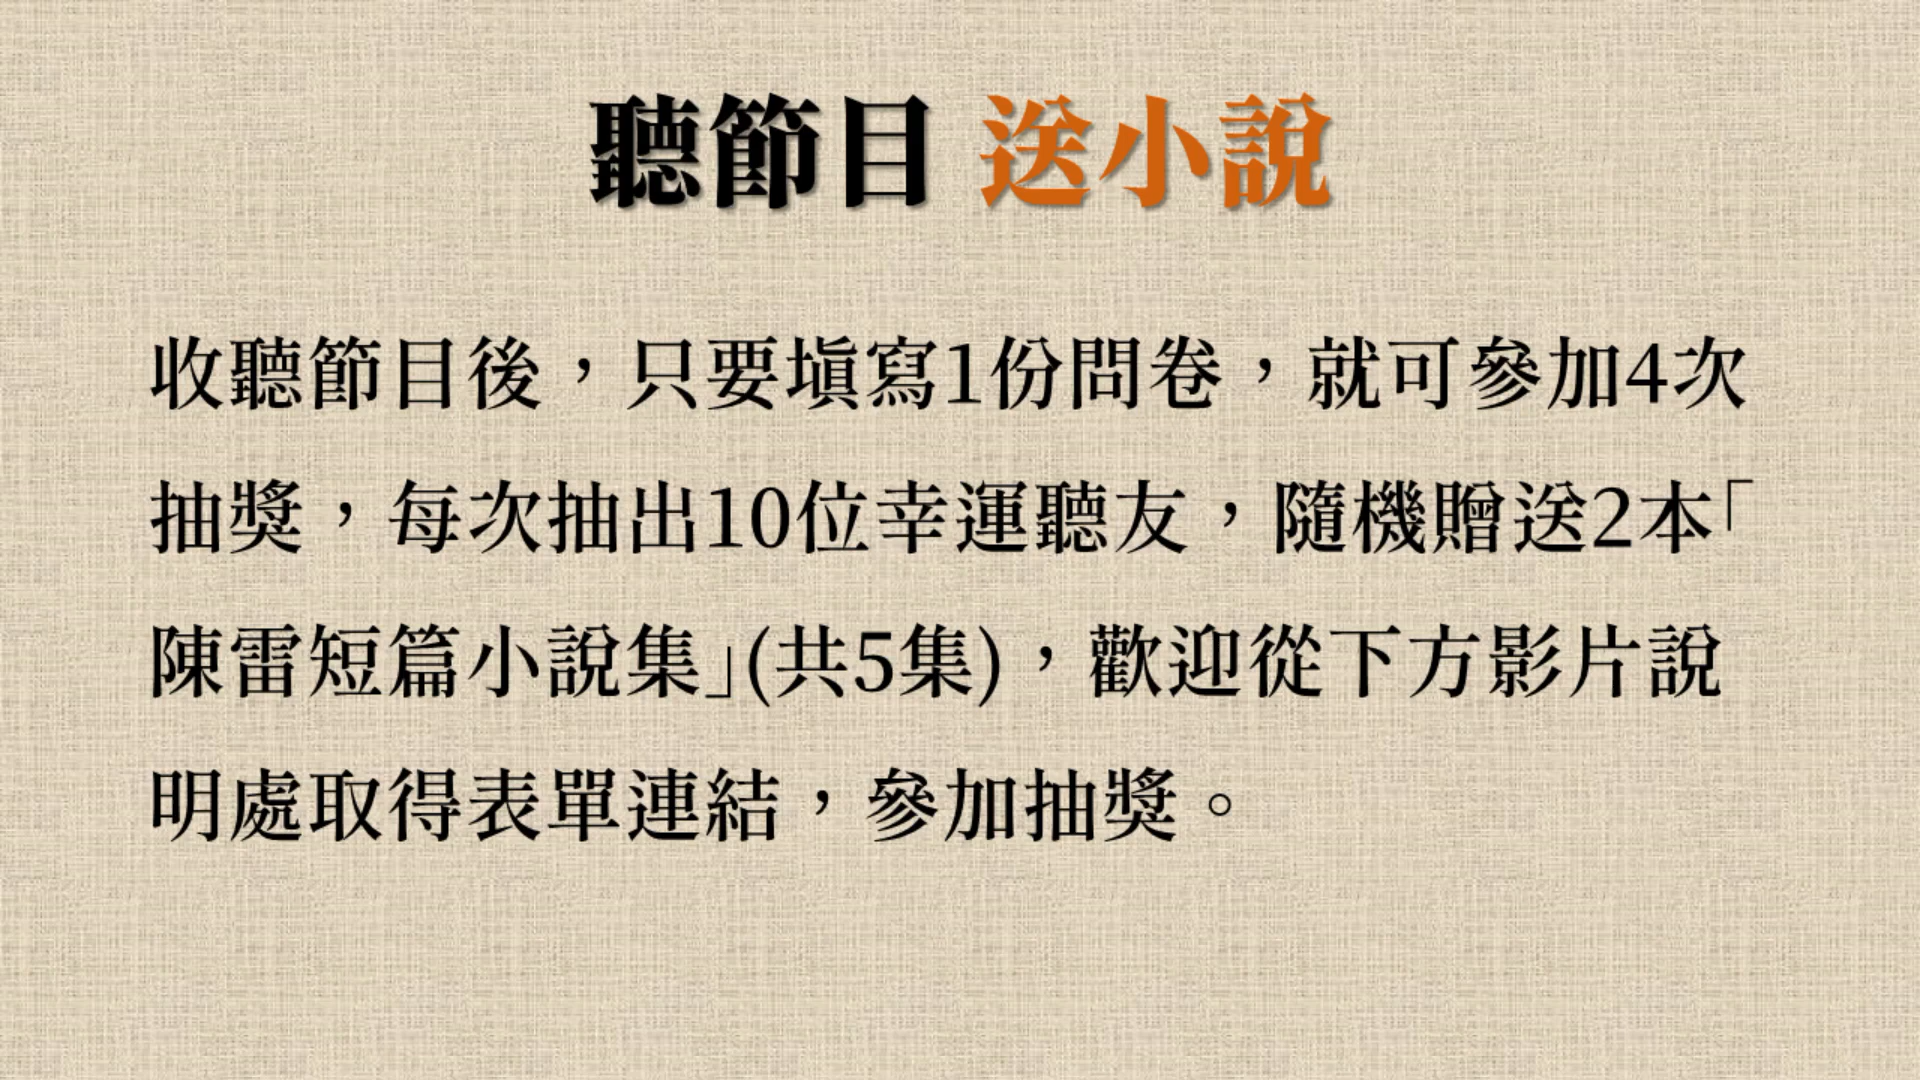 聽節目 送小說
收聽節目後，只要填寫1份問卷，就可參加4次
抽獎，每次抽出10位幸運聽友，隨機贈送2本「
陳雷短篇小說集」(共5集)，歡迎從下方影片說
明處取得表單連結，參加抽獎。